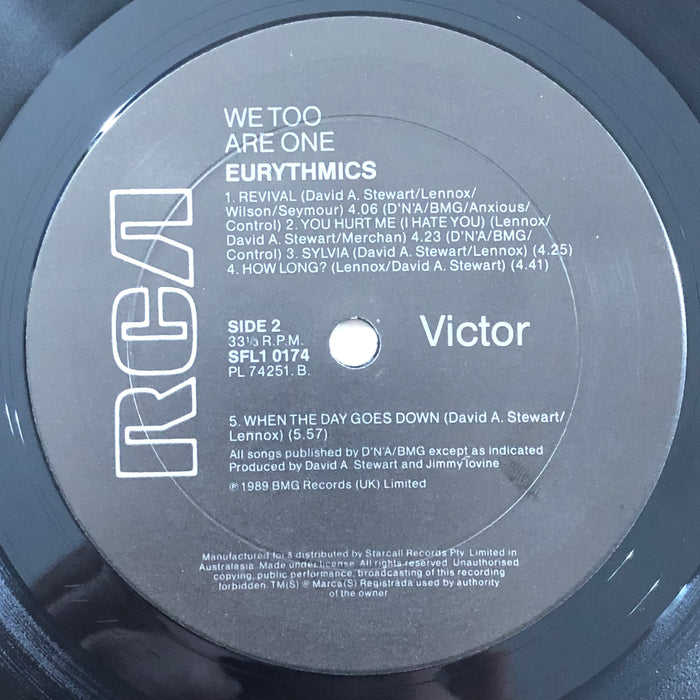 WE TOO
ARE ONE
EURYTHMICS
1. REVIVAL (David A. Stewart/Lennox/
Wilson/Seymour) 4.06 (D'N'A/BMG/Anxious/
Control) 2. YOU HURT ME (I HATE YOU) (Lennox/
David A. Stewart/Merchan) 4.23 (D'N'A/BMG/
Control) 3. SYLVIA (David A. Stewart/Lennox) (4.25)
4. HOW LONG? (Lennox/David A. Stewart) (4.41)
RCA
SIDE 2
33 1/3 R.P.M.
SFL1 0174
PL 74251. B.
Victor
5. WHEN THE DAY GOES DOWN (David A. Stewart/
Lennox) (5.57)
All songs published by D'N'A/BMG except as indicated
Produced by David A. Stewart and Jimmy Iovine
℗ 1989 BMG Records (UK) Limited
Manufactured for & distributed by Starcall Records Pty. Limited in
Australasia. Made under license. All rights reserved. Unauthorised
copying, public performance, broadcasting of this recording
forbidden. TM(S) ® Marca(S) Registrada used by authority
of the owner